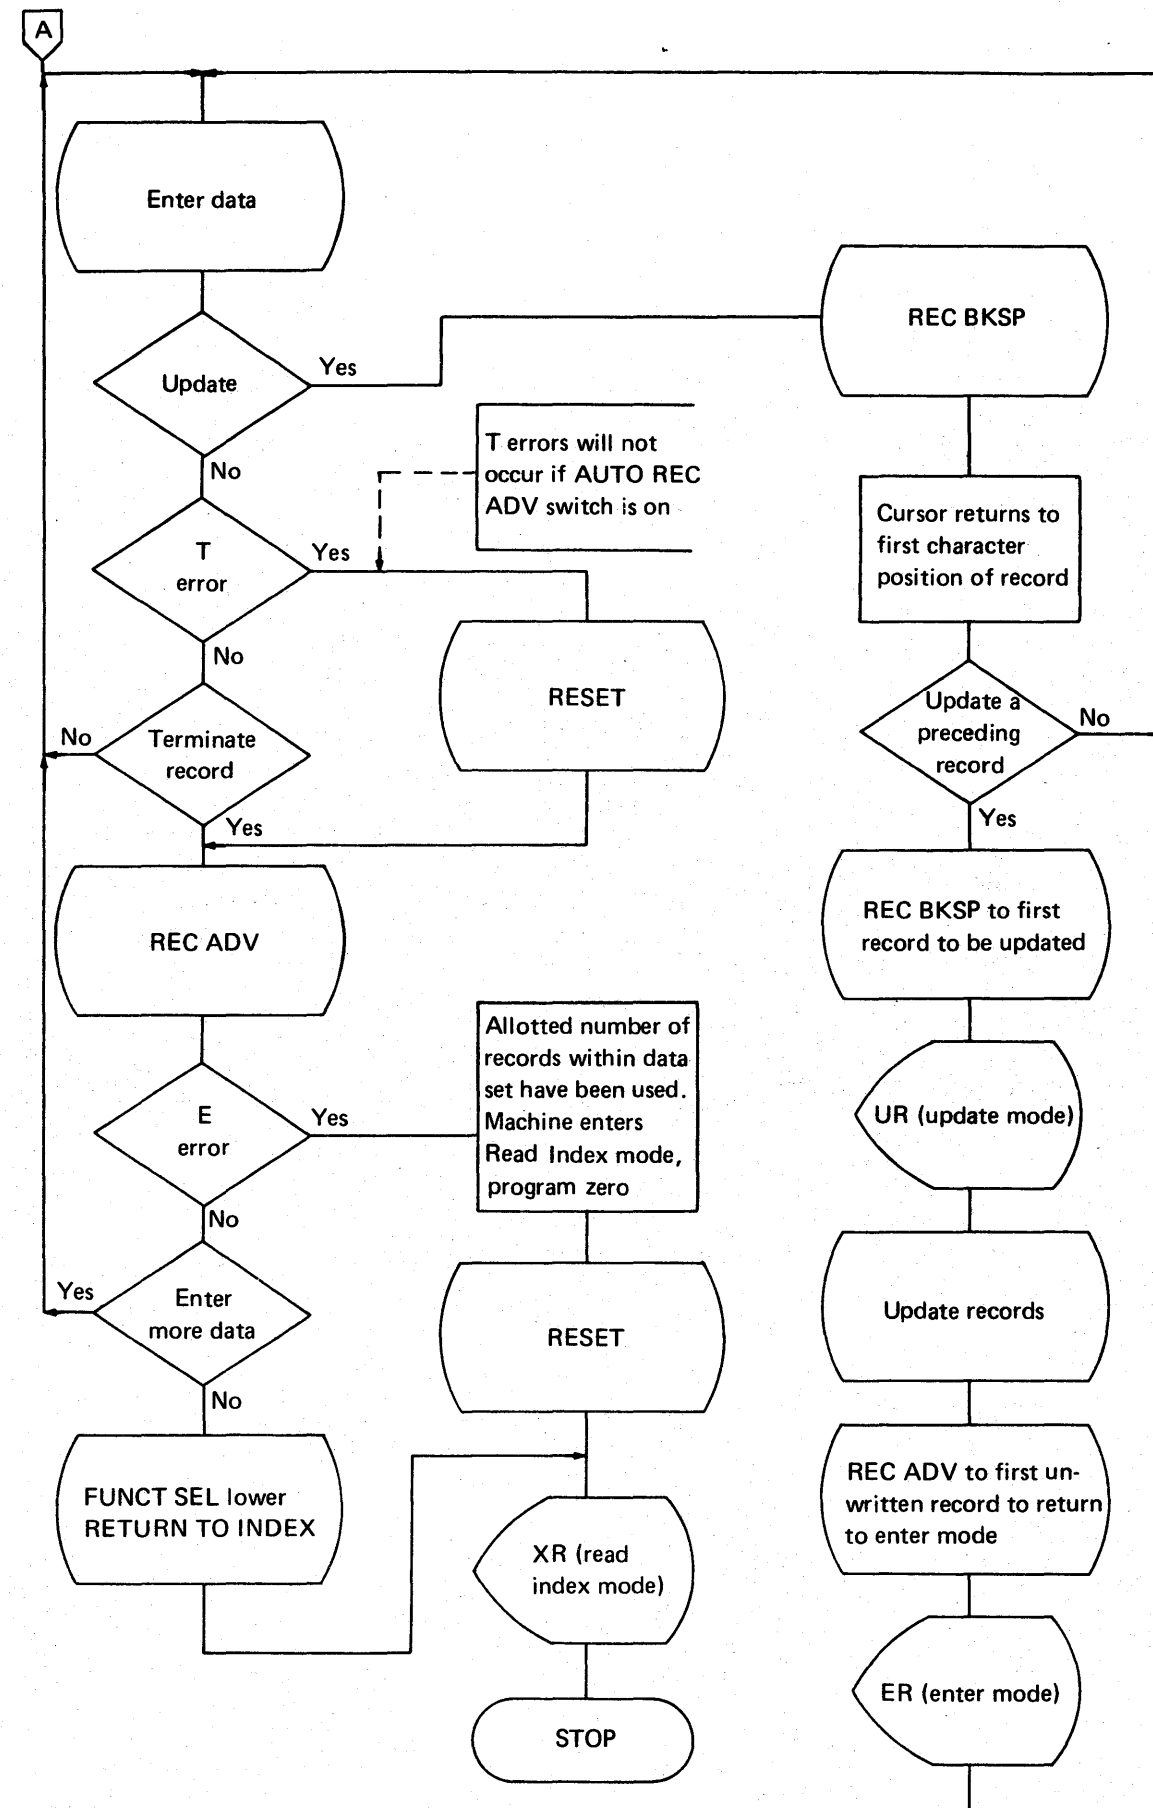 A
Enter data
Update
Yes
No
T
error
Yes
No
Terminate
record
No
Yes
REC ADV
E
error
Yes
No
Enter
more data
Yes
No
FUNCT SEL lower
RETURN TO INDEX
T errors will not
occur if AUTO REC
ADV switch is on
RESET
Allotted number of
records within data
set have been used.
Machine enters
Read Index mode,
program zero
RESET
XR (read
index mode)
STOP
REC BKSP
Cursor returns to
first character
position of record
Update a
preceding
record
No
Yes
REC BKSP to first
record to be updated
UR (update mode)
Update records
REC ADV to first un-
written record to return
to enter mode
ER (enter mode)